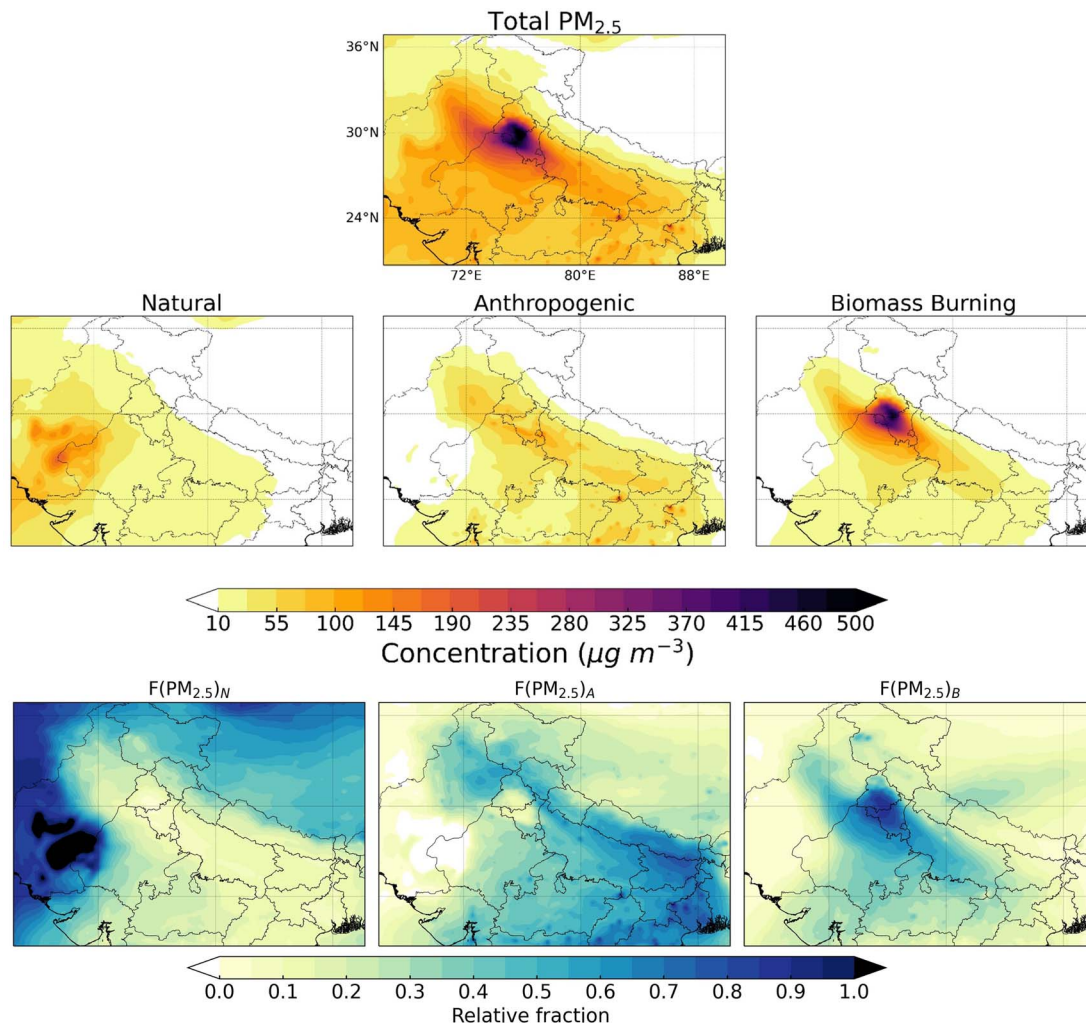 Total PM₂.₅
36°N
30°N
24°N
72°E 80°E 88°E
Natural Anthropogenic Biomass Burning
10 55 100 145 190 235 280 325 370 415 460 500
Concentration (μg m⁻³)
F(PM₂.₅)N F(PM₂.₅)A F(PM₂.₅)B
0.0 0.1 0.2 0.3 0.4 0.5 0.6 0.7 0.8 0.9 1.0
Relative fraction